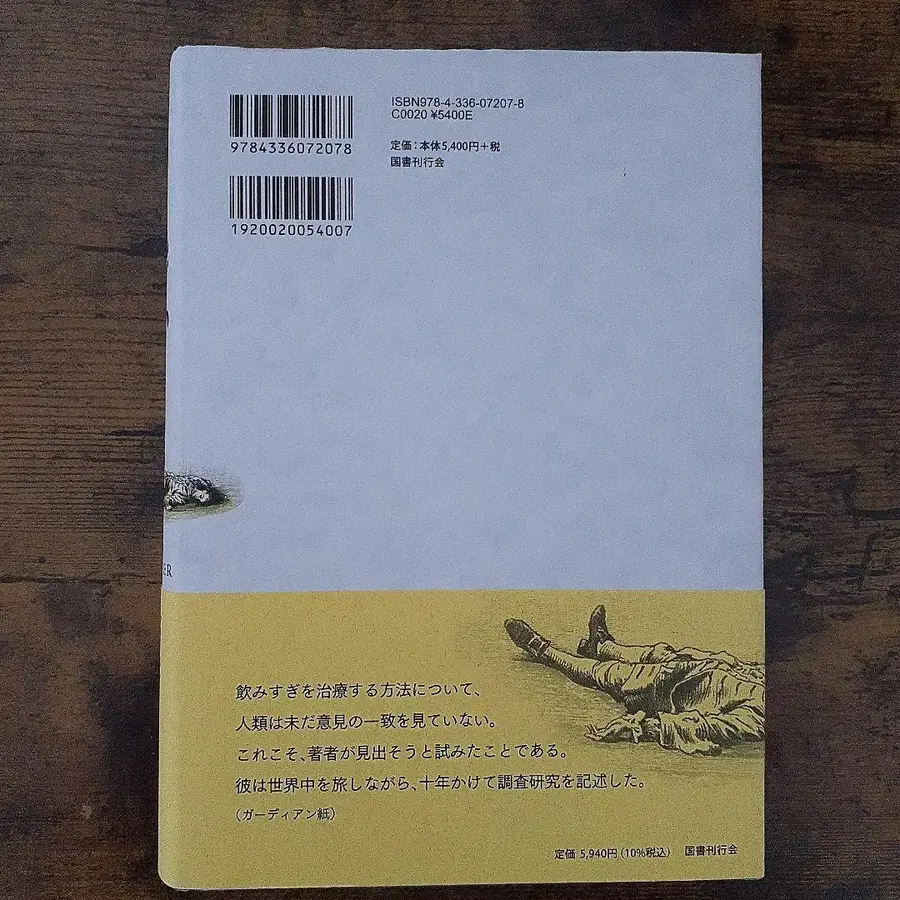 ISBN978-4-336-07207-8
C0020 ¥5400E
9784336072078
定価：本体5,400円＋税
国書刊行会
1920020054007
ER
飲みすぎを治療する方法について、
人類は未だ意見の一致を見ていない。
これこそ、著者が見出そうと試みたことである。
彼は世界中を旅しながら、十年かけて調査研究を記述した。
（ガーディアン紙）
定価 5,940円（10%税込） 国書刊行会